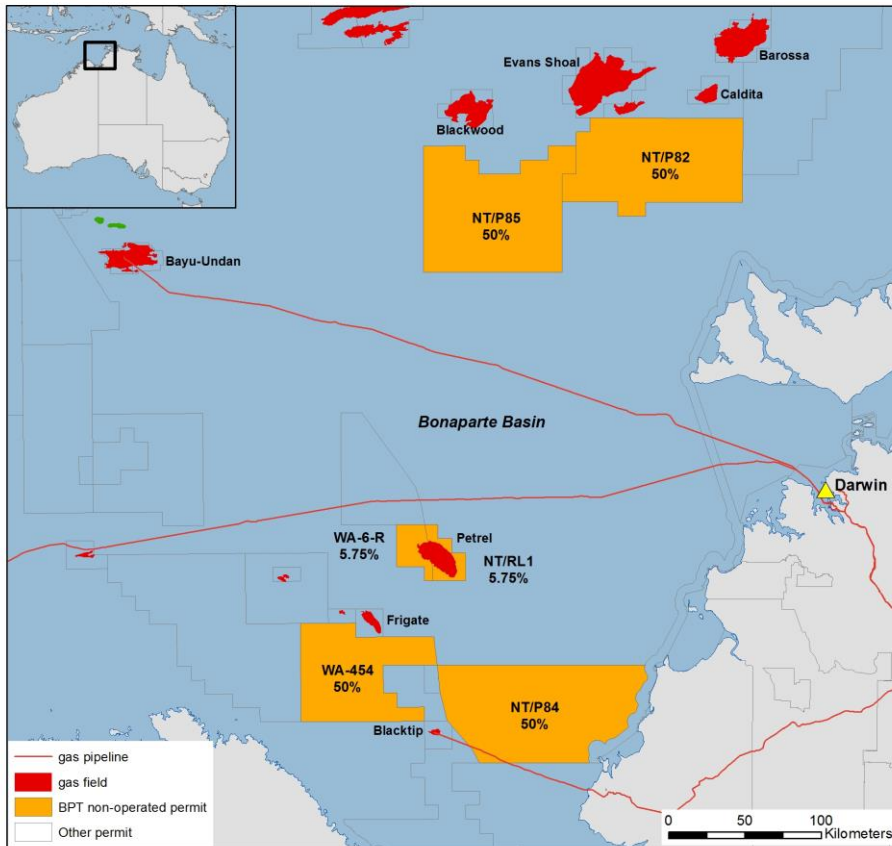 Barossa
Evans Shoal
Caldita
Blackwood
NT/P82
50%
NT/P85
50%
Bayu-Undan
Bonaparte Basin
Darwin
WA-6-R
5.75%
Petrel
NT/RL1
5.75%
Frigate
WA-454
50%
NT/P84
50%
Blacktip
gas pipeline
gas field
BPT non-operated permit
Other permit
0 50 100
Kilometers